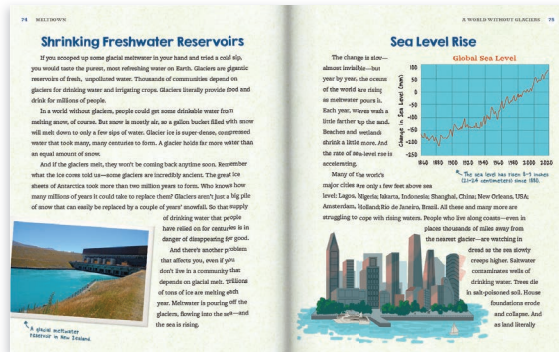 74 MELTDOWN
Shrinking Freshwater Reservoirs
If you scooped up some glacial meltwater in your hand and tried a cold sip,
you would taste the purest, most refreshing water on Earth. Glaciers are gigantic
reservoirs of fresh, unpolluted water. Thousands of communities depend on
glaciers for drinking water and irrigating crops. Glaciers literally provide food and
drink for millions of people.
In a world without glaciers, people could get some drinkable water from
melting snow, of course. But snow is mostly air, so a gallon bucket filled with snow
will melt down to only a few sips of water. Glacier ice is super-dense, compressed
water that took many, many centuries to form. A glacier holds far more water than
an equal amount of snow.
And if the glaciers melt, they won't be coming back anytime soon. Remember
what the ice cores told us—some glaciers are incredibly ancient. The great ice
sheets of Antarctica took more than two million years to form. Who knows how
many millions of years it could take to replace them? Glaciers aren't just a big pile
of snow that can easily be replaced by a couple of years' snowfall. So that supply
of drinking water that people
have relied on for centuries is in
danger of disappearing for good.
And there's another problem
that affects you, even if you
don't live in a community that
depends on glacial melt. Trillions
of tons of ice are melting each
year. Meltwater is pouring off the
glaciers, flowing into the sea—and
the sea is rising.
A glacial meltwater
reservoir in New Zealand.
A WORLD WITHOUT GLACIERS 75
Sea Level Rise
The change is slow—
almost invisible—but
year by year, the oceans
of the world are rising
as meltwater pours in.
Each year, waves wash a
little farther up the sand.
Beaches and wetlands
shrink a little more. And
the rate of sea-level rise is
accelerating.
Global Sea Level
Change in Sea Level (mm)
100
50
0
-50
-100
-150
-200
-250
1860 1880 1900 1920 1940 1960 1980 2000 2020
The sea level has risen 8–9 inches
(21–24 centimeters) since 1880.
Many of the world's
major cities are only a few feet above sea
level: Lagos, Nigeria; Jakarta, Indonesia; Shanghai, China; New Orleans, USA;
Amsterdam, Holland; Rio de Janeiro, Brazil. All these and many more are
struggling to cope with rising waters. People who live along coasts—even in
places thousands of miles away from
the nearest glacier—are watching in
dread as the sea slowly
creeps higher. Saltwater
contaminates wells of
drinking water. Trees die
in salt-poisoned soil. House
foundations erode
and collapse. And
as land literally